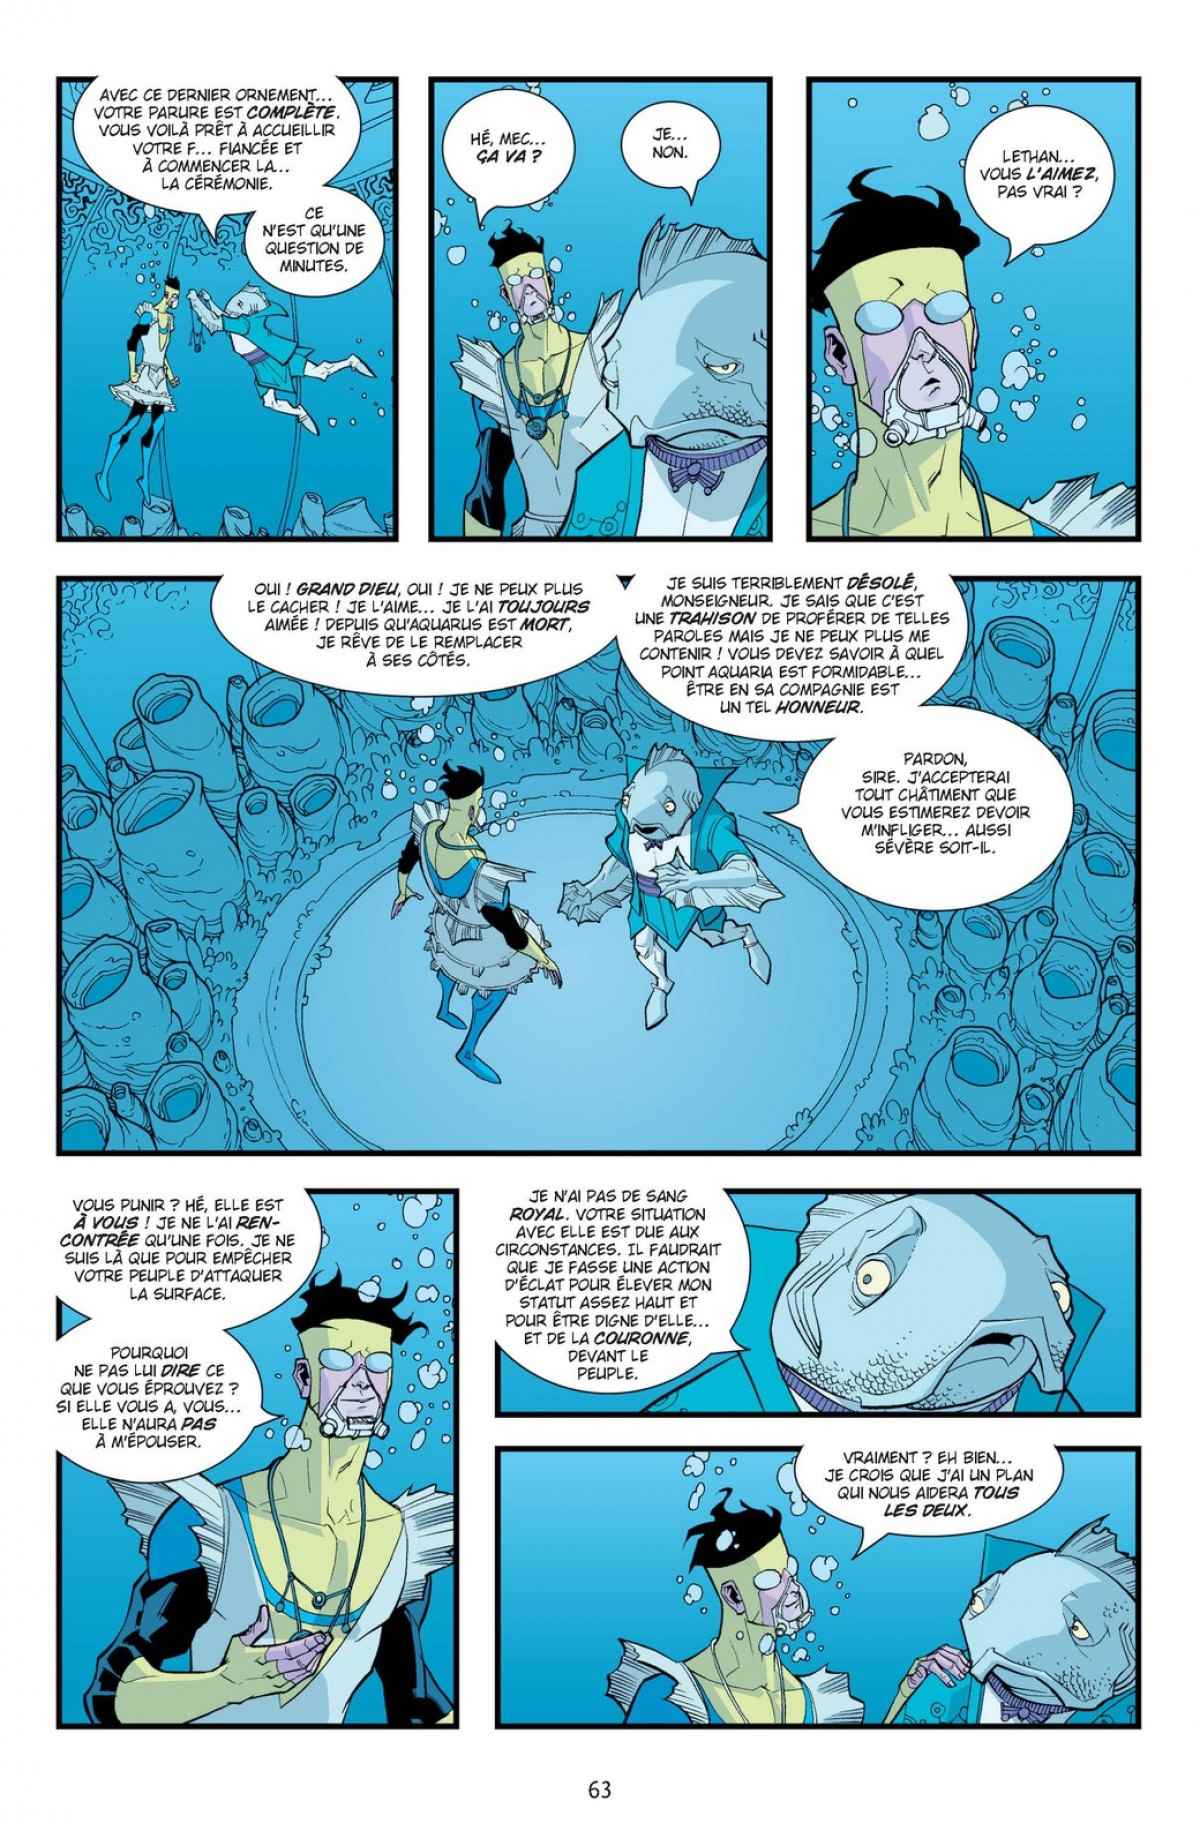 AVEC CE DERNIER ORNEMENT...
VOTRE PARURE EST COMPLÈTE.
VOUS VOILÀ PRÊT À ACCUEILLIR
VOTRE F... FIANCÉE ET
À COMMENCER LA...
LA CÉRÉMONIE.
CE
N'EST QU'UNE
QUESTION DE
MINUTES.
HÉ, MEC...
ÇA VA ?
JE...
NON.
LETHAN...
VOUS L'AIMEZ,
PAS VRAI ?
OUI ! GRAND DIEU, OUI ! JE NE PEUX PLUS
LE CACHER ! JE L'AIME... JE L'AI TOUJOURS
AIMÉE ! DEPUIS QU'AQUARUS EST MORT,
JE RÊVE DE LE REMPLACER
À SES CÔTÉS.
JE SUIS TERRIBLEMENT DÉSOLÉ,
MONSEIGNEUR. JE SAIS QUE C'EST
UNE TRAHISON DE PROFÉRER DE TELLES
PAROLES MAIS JE NE PEUX PLUS ME
CONTENIR ! VOUS DEVEZ SAVOIR À QUEL
POINT AQUARIA EST FORMIDABLE...
ÊTRE EN SA COMPAGNIE EST
UN TEL HONNEUR.
PARDON,
SIRE. J'ACCEPTERAI
TOUT CHÂTIMENT QUE
VOUS ESTIMEREZ DEVOIR
M'INFLIGER... AUSSI
SÉVÈRE SOIT-IL.
VOUS PUNIR ? HÉ, ELLE EST
À VOUS ! JE NE L'AI REN-
CONTRÉE QU'UNE FOIS. JE NE
SUIS LÀ QUE POUR EMPÊCHER
VOTRE PEUPLE D'ATTAQUER
LA SURFACE.
POURQUOI
NE PAS LUI DIRE CE
QUE VOUS ÉPROUVEZ ?
SI ELLE VOUS A, VOUS...
ELLE N'AURA PAS
À M'ÉPOUSER.
JE N'AI PAS DE SANG
ROYAL. VOTRE SITUATION
AVEC ELLE EST DUE AUX
CIRCONSTANCES. IL FAUDRAIT
QUE JE FASSE UNE ACTION
D'ÉCLAT POUR ÉLEVER MON
STATUT ASSEZ HAUT ET
POUR ÊTRE DIGNE D'ELLE...
ET DE LA COURONNE,
DEVANT LE
PEUPLE.
VRAIMENT ? EH BIEN...
JE CROIS QUE J'AI UN PLAN
QUI NOUS AIDERA TOUS
LES DEUX.
63